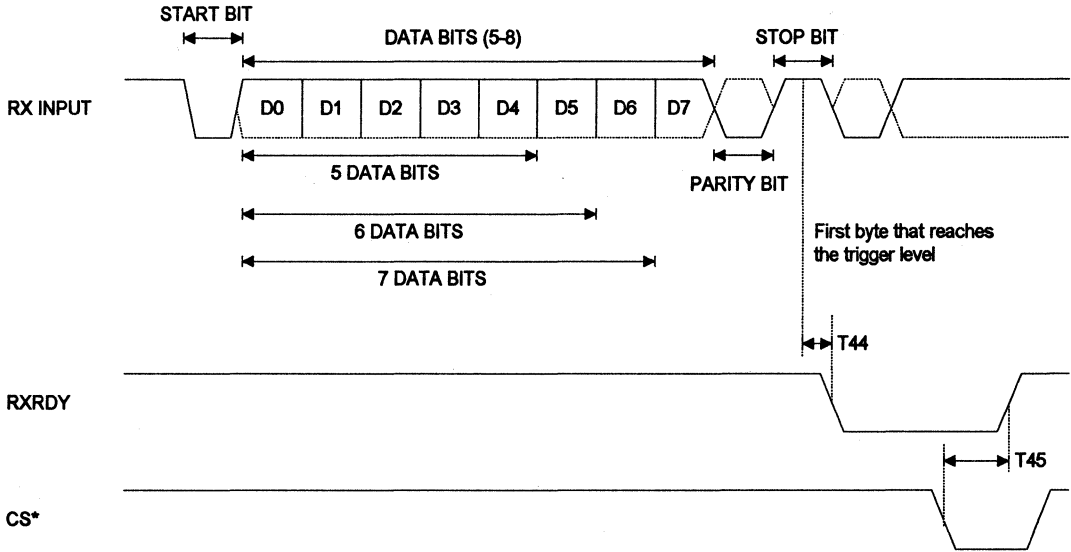 START BIT
DATA BITS (5-8)
STOP BIT
RX INPUT
D0 D1 D2 D3 D4 D5 D6 D7
5 DATA BITS
PARITY BIT
6 DATA BITS
First byte that reaches
the trigger level
7 DATA BITS
T44
RXRDY
T45
CS*